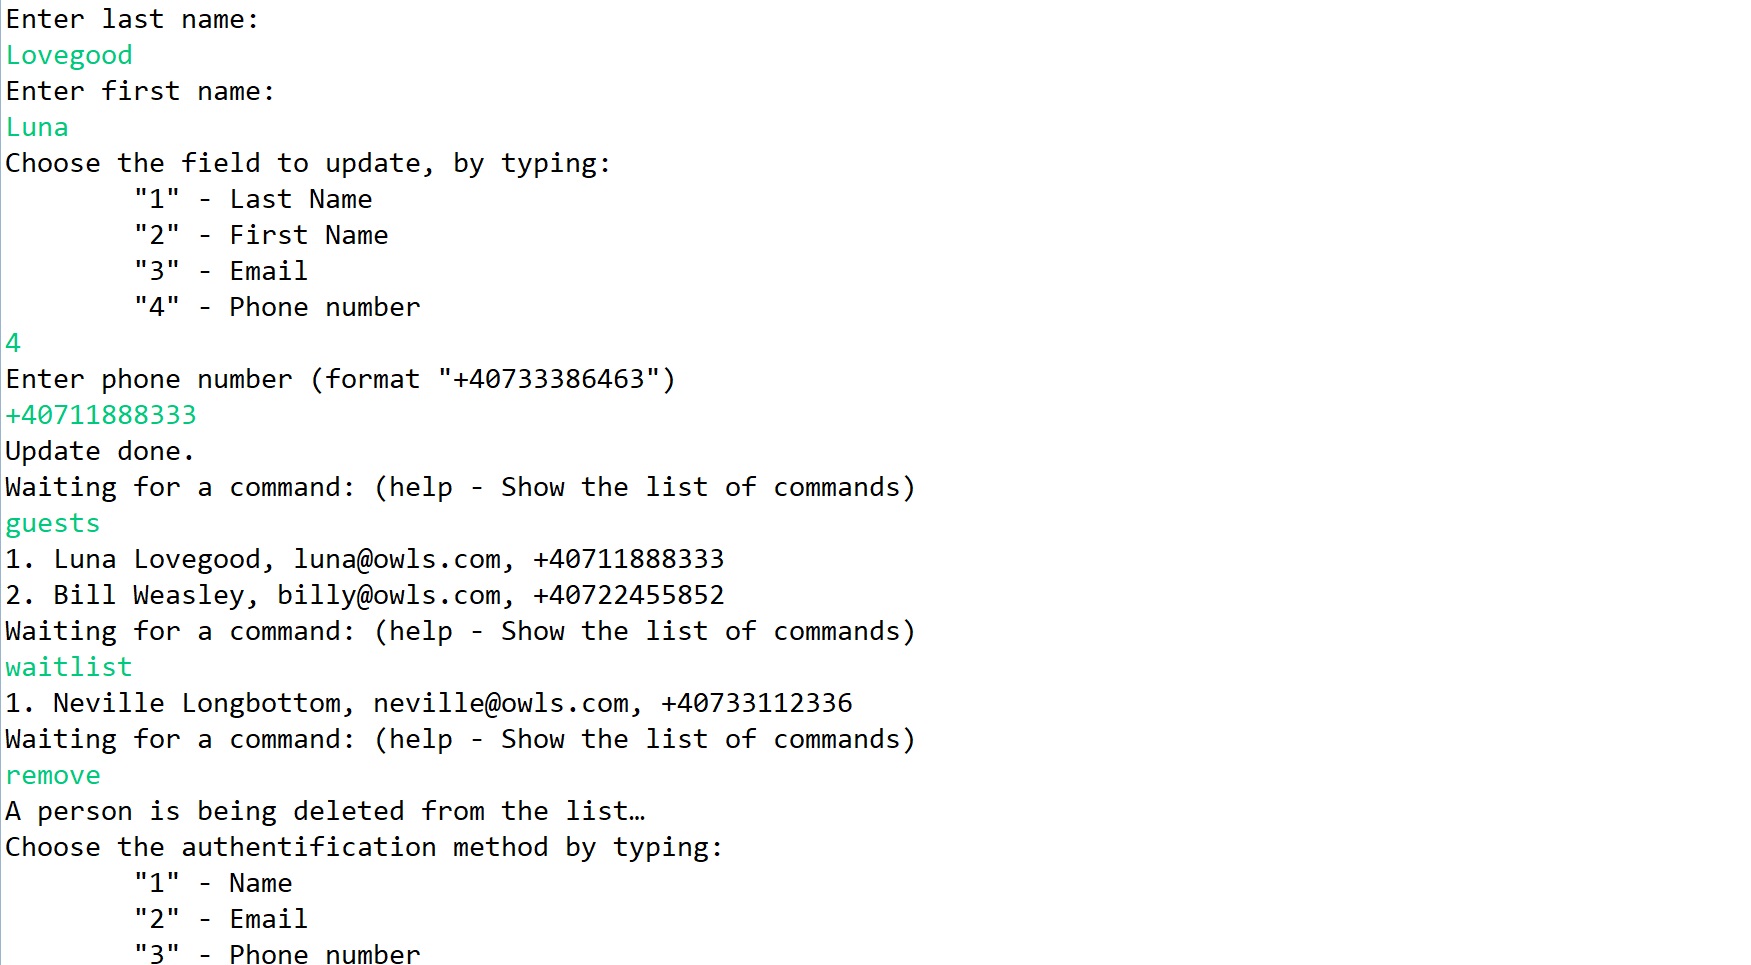 Enter last name:
Lovegood
Enter first name:
Luna
Choose the field to update, by typing:
        "1" - Last Name
        "2" - First Name
        "3" - Email
        "4" - Phone number
4
Enter phone number (format "+40733386463")
+40711888333
Update done.
Waiting for a command: (help - Show the list of commands)
guests
1. Luna Lovegood, luna@owls.com, +40711888333
2. Bill Weasley, billy@owls.com, +40722455852
Waiting for a command: (help - Show the list of commands)
waitlist
1. Neville Longbottom, neville@owls.com, +40733112336
Waiting for a command: (help - Show the list of commands)
remove
A person is being deleted from the list…
Choose the authentification method by typing:
        "1" - Name
        "2" - Email
        "3" - Phone number